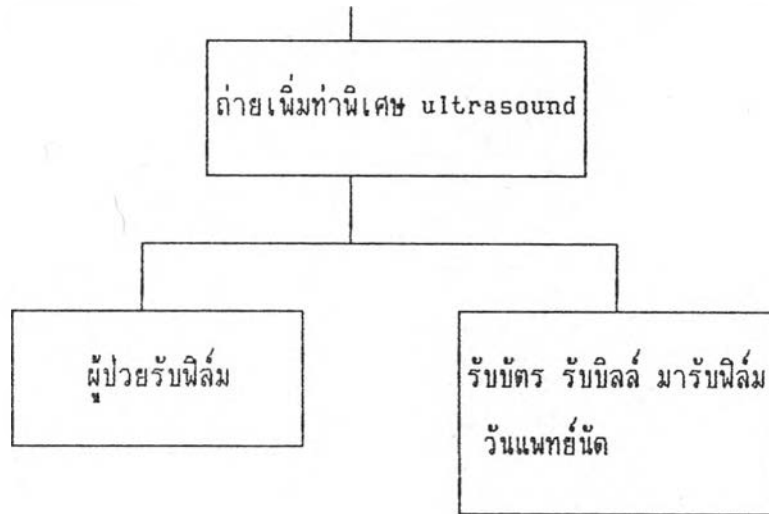 ถ่ายเพิ่มท่าพิเศษ ultrasound
ผู้ป่วยรับฟิล์ม
รับบัตร รับบิลล์ มารับฟิล์ม
วันแพทย์นัด